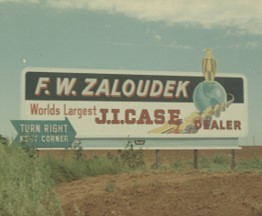 F. W. ZALOUDEK
Worlds Largest J.I. CASE DEALER
TURN RIGHT
NEXT CORNER